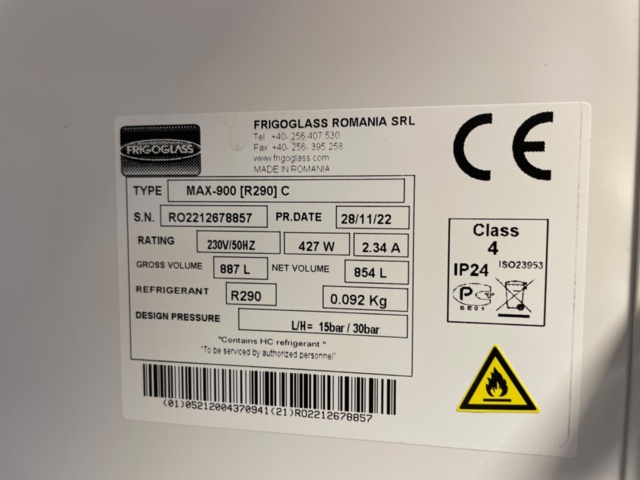 FRIGOGLASS
FRIGOGLASS ROMANIA SRL
Tel +40- 256 407 530
Fax +40- 256- 395 258
www.frigoglass.com
MADE IN ROMANIA
CE
TYPE MAX-900 [R290] C
S.N. RO2212678857 PR.DATE 28/11/22
RATING 230V/50HZ 427 W 2.34 A
GROSS VOLUME 887 L NET VOLUME 854 L
REFRIGERANT R290 0.092 Kg
DESIGN PRESSURE L/H= 15bar / 30bar
"Contains HC refrigerant "
"To be serviced by authorized personnel"
(01)05212004370941(21)RO2212678857
Class
4
IP24 ISO23953